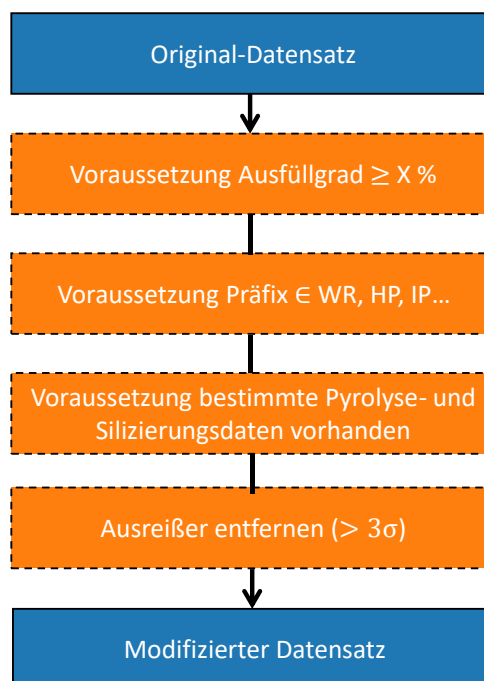 Original-Datensatz
Voraussetzung Ausfüllgrad ≥ X %
Voraussetzung Präfix ∈ WR, HP, IP…
Voraussetzung bestimmte Pyrolyse- und
Silizierungsdaten vorhanden
Ausreißer entfernen (> 3σ)
Modifizierter Datensatz